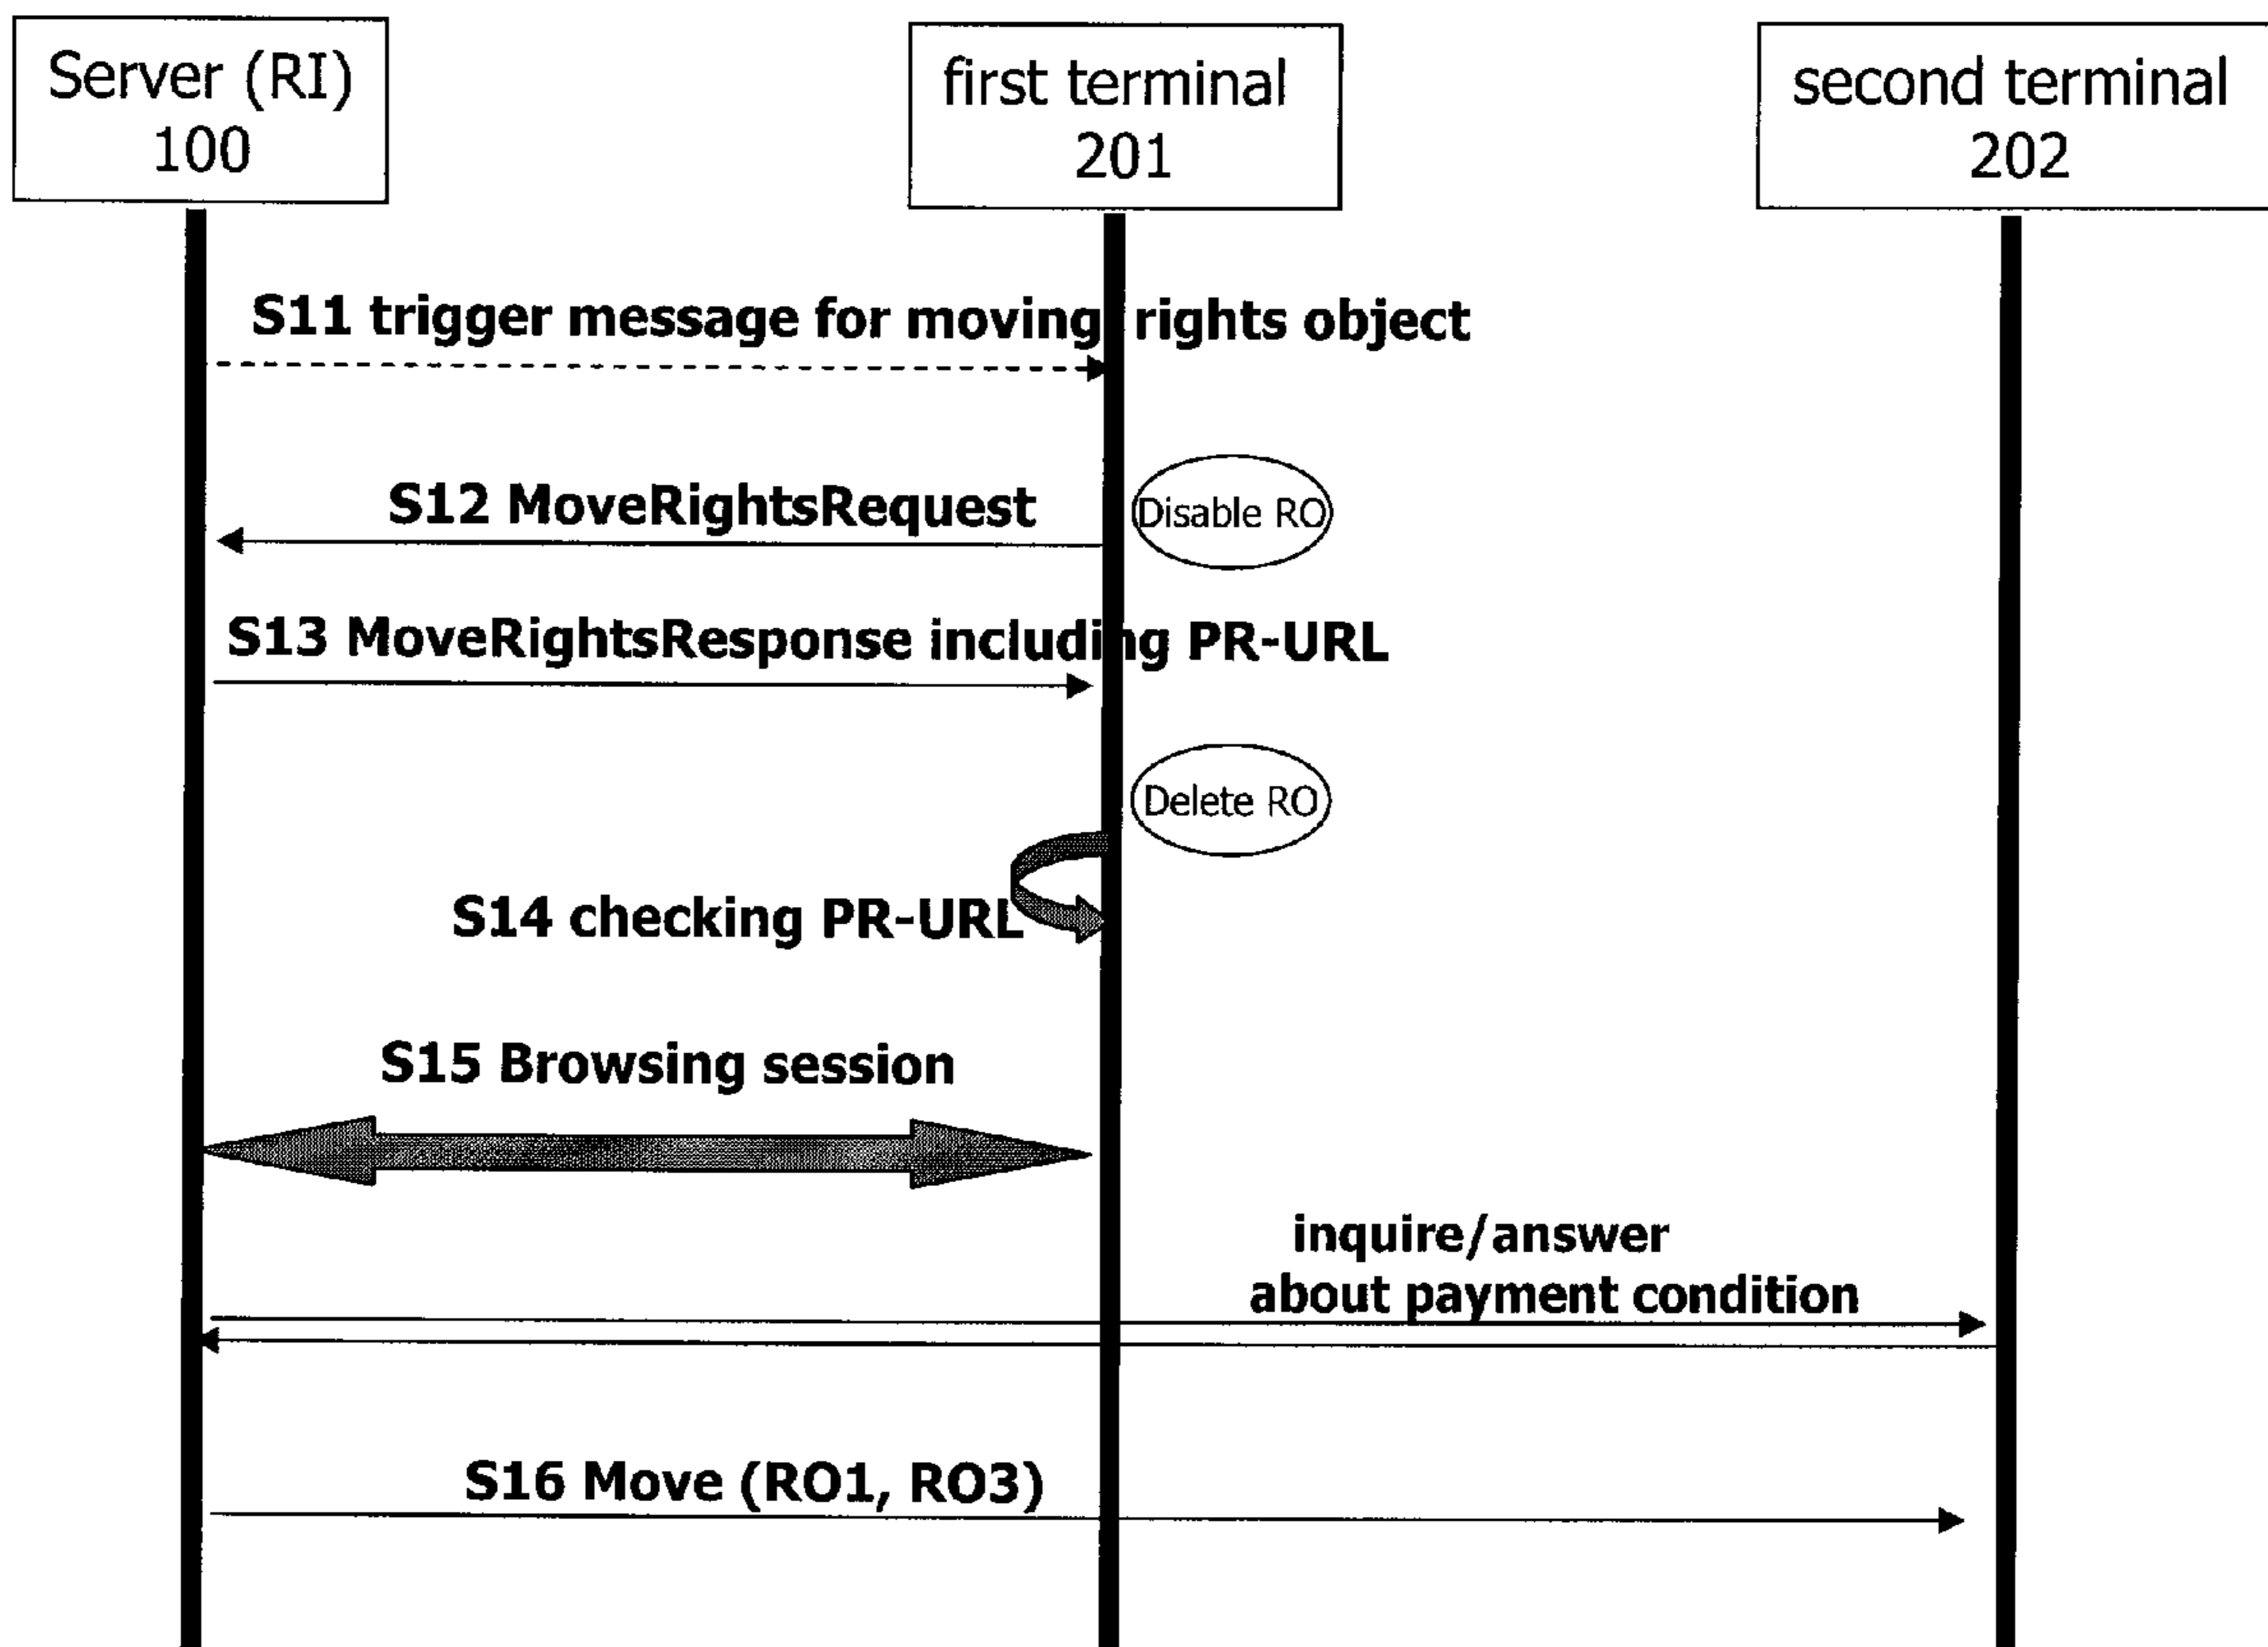 Server (RI)
100
first terminal
201
second terminal
202
S11 trigger message for moving rights object
S12 MoveRightsRequest
Disable RO
S13 MoveRightsResponse including PR-URL
Delete RO
S14 checking PR-URL
S15 Browsing session
inquire/answer
about payment condition
S16 Move (RO1, RO3)